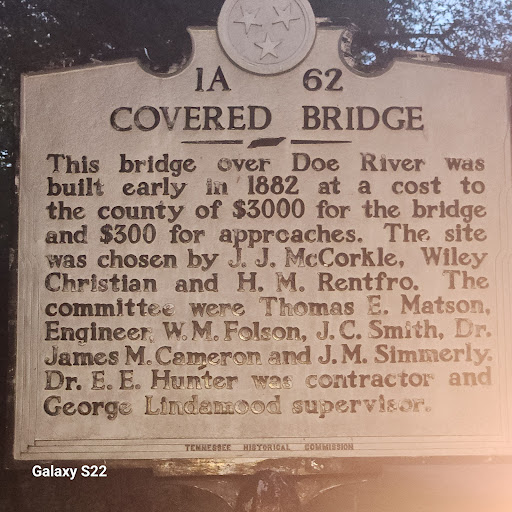 1A 62
COVERED BRIDGE
This bridge over Doe River was
built early in 1882 at a cost to
the county of $3000 for the bridge
and $300 for approaches. The site
was chosen by J. J. McCorkle, Wiley
Christian and H. M. Rentfro. The
committee were Thomas E. Matson,
Engineer, W. M. Folson, J. C. Smith, Dr.
James M. Cameron and J. M. Simmerly.
Dr. E. E. Hunter was contractor and
George Lindamood supervisor.
TENNESSEE HISTORICAL COMMISSION
Galaxy S22